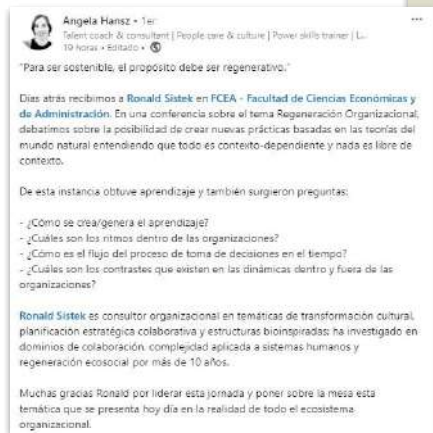 Angela Hansz • 1er
Talent coach & consultant | People care & culture | Power skills trainer | L...
19 horas • Editado •
"Para ser sostenible, el propósito debe ser regenerativo."
Días atrás recibimos a Ronald Sistek en FCEA - Facultad de Ciencias Económicas y
de Administración. En una conferencia sobre el tema Regeneración Organizacional,
debatimos sobre la posibilidad de crear nuevas prácticas basadas en las teorías del
mundo natural entendiendo que todo es contexto-dependiente y nada es libre de
contexto.
De esta instancia obtuve aprendizaje y también surgieron preguntas:
- ¿Cómo se crea/genera el aprendizaje?
- ¿Cuáles son los ritmos dentro de las organizaciones?
- ¿Cómo es el flujo del proceso de toma de decisiones en el tiempo?
- ¿Cuáles son los contrastes que existen en las dinámicas dentro y fuera de las
organizaciones?
Ronald Sistek es consultor organizacional en temáticas de transformación cultural,
planificación estratégica colaborativa y estructuras bioinspiradas; ha investigado en
dominios de colaboración, complejidad aplicada a sistemas humanos y
regeneración ecosocial por más de 10 años.
Muchas gracias Ronald por liderar esta jornada y poner sobre la mesa esta
temática que se presenta hoy día en la realidad de todo el ecosistema
organizacional.